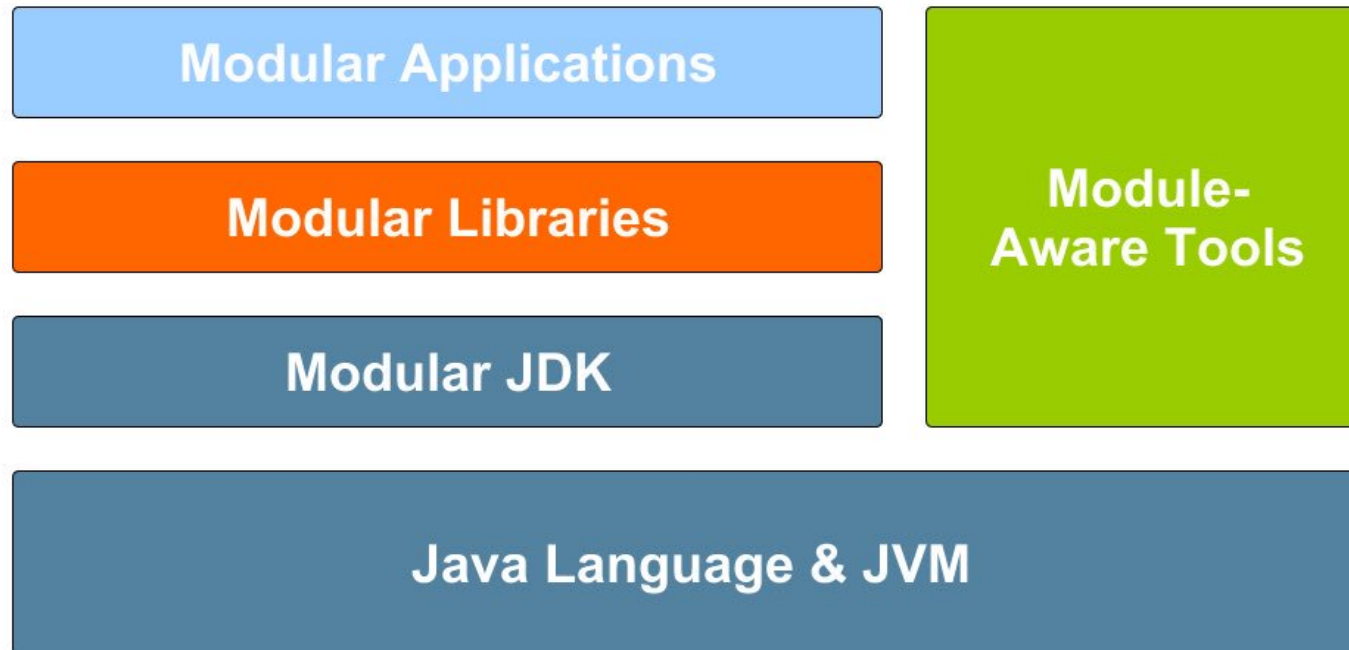 Modular Applications
Modular Libraries
Modular JDK
Module-
Aware Tools
Java Language & JVM